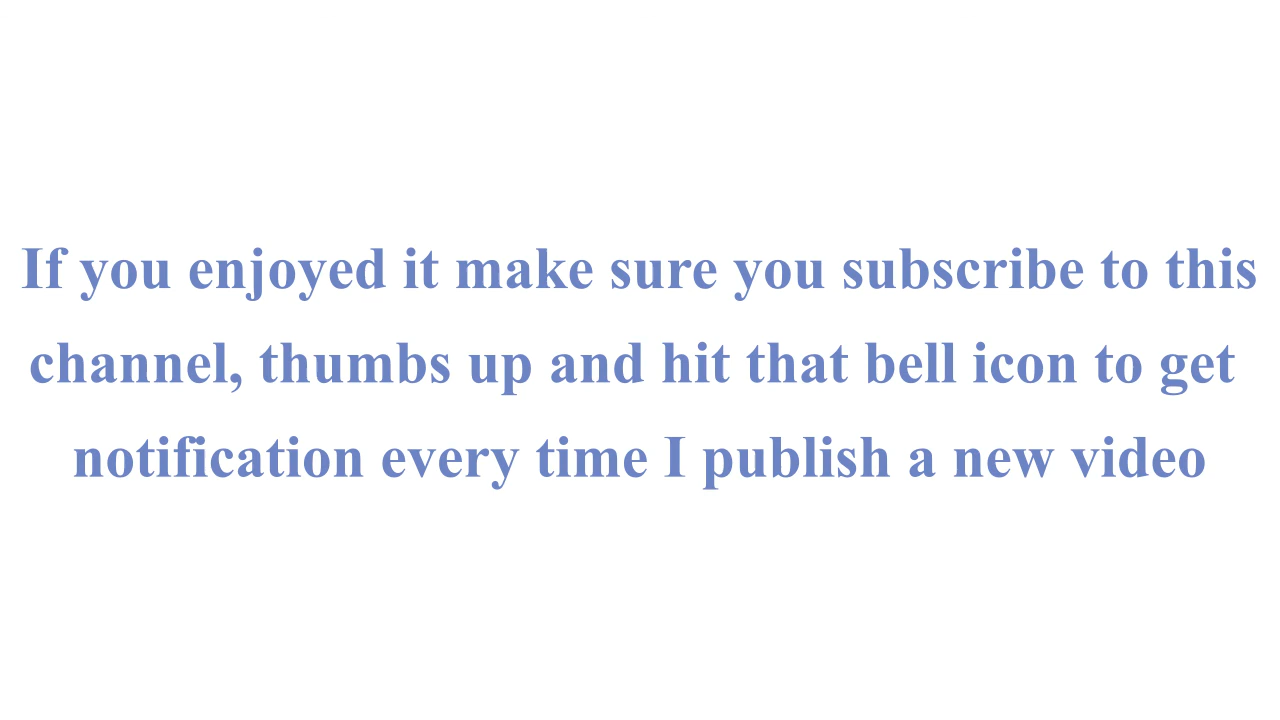 If you enjoyed it make sure you subscribe to this
channel, thumbs up and hit that bell icon to get
notification every time I publish a new video